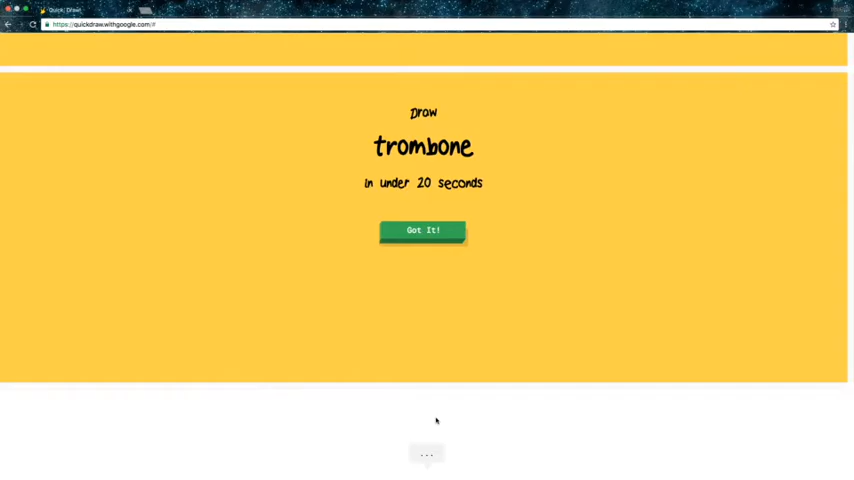 Quick, Draw!
https://quickdraw.withgoogle.com/#
Draw
trombone
in under 20 seconds
Got It!
...